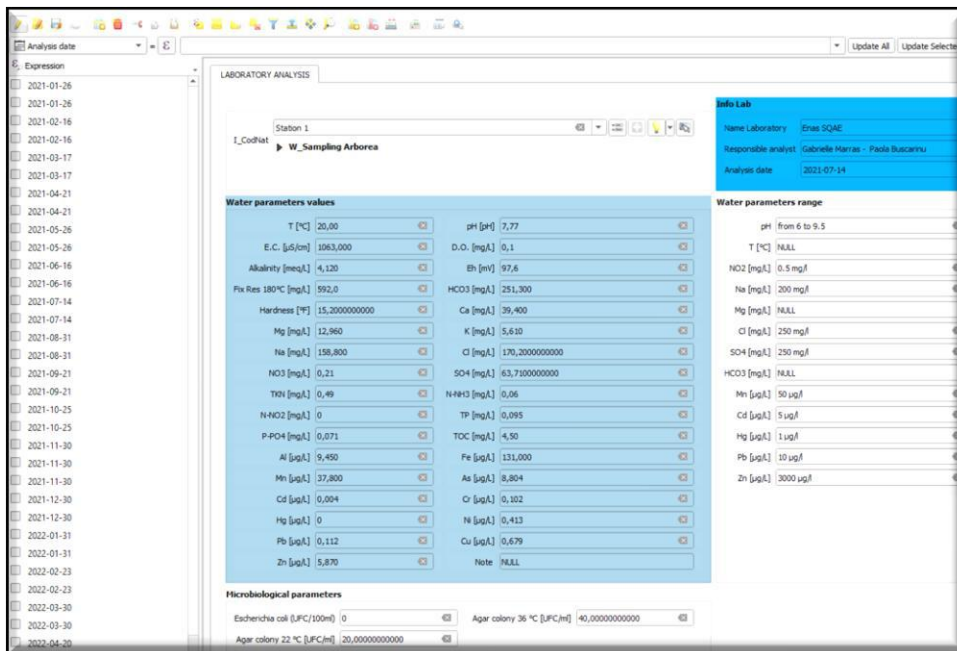 Analysis date = ε Update All Update Selecte
ε Expression
2021-01-26
2021-01-26
2021-02-16
2021-02-16
2021-03-17
2021-03-17
2021-04-21
2021-04-21
2021-05-26
2021-05-26
2021-06-16
2021-06-16
2021-07-14
2021-07-14
2021-08-31
2021-08-31
2021-09-21
2021-09-21
2021-10-25
2021-10-25
2021-11-30
2021-11-30
2021-11-30
2021-12-30
2021-12-30
2022-01-31
2022-01-31
2022-02-23
2022-02-23
2022-03-30
2022-03-30
2022-04-20
LABORATORY ANALYSIS
I_CodNat Station 1
W_Sampling Arborea
Info Lab
Name Laboratory Enas SQAE
Responsible analyst Gabrielle Marras - Paola Buscarinu
Analysis date 2021-07-14
Water parameters values
T [°C] 20,00 pH [pH] 7,77
E.C. [µS/cm] 1063,000 D.O. [mg/L] 0,1
Alkalinity [meq/L] 4,120 Eh [mV] 97,6
Fix Res 180°C [mg/L] 592,0 HCO3 [mg/L] 251,300
Hardness [°F] 15,2000000000 Ca [mg/L] 39,400
Mg [mg/L] 12,960 K [mg/L] 5,610
Na [mg/L] 158,800 Cl [mg/L] 170,2000000000
NO3 [mg/L] 0,21 SO4 [mg/L] 63,7100000000
TKN [mg/L] 0,49 N-NH3 [mg/L] 0,06
N-NO2 [mg/L] 0 TP [mg/L] 0,095
P-PO4 [mg/L] 0,071 TOC [mg/L] 4,50
Al [µg/L] 9,450 Fe [µg/L] 131,000
Mn [µg/L] 37,800 As [µg/L] 8,804
Cd [µg/L] 0,004 Cr [µg/L] 0,102
Hg [µg/L] 0 Ni [µg/L] 0,413
Pb [µg/L] 0,112 Cu [µg/L] 0,679
Zn [µg/L] 5,870 Note NULL
Water parameters range
pH from 6 to 9.5
T [°C] NULL
NO2 [mg/L] 0.5 mg/l
Na [mg/L] 200 mg/l
Mg [mg/L] NULL
Cl [mg/L] 250 mg/l
SO4 [mg/L] 250 mg/l
HCO3 [mg/L] NULL
Mn [µg/L] 50 µg/l
Cd [µg/L] 5 µg/l
Hg [µg/L] 1 µg/l
Pb [µg/L] 10 µg/l
Zn [µg/L] 3000 µg/l
Microbiological parameters
Escherichia coli (UFC/100ml) 0 Agar colony 36 °C [UFC/ml] 40,00000000000
Agar colony 22 °C [UFC/ml] 20,00000000000